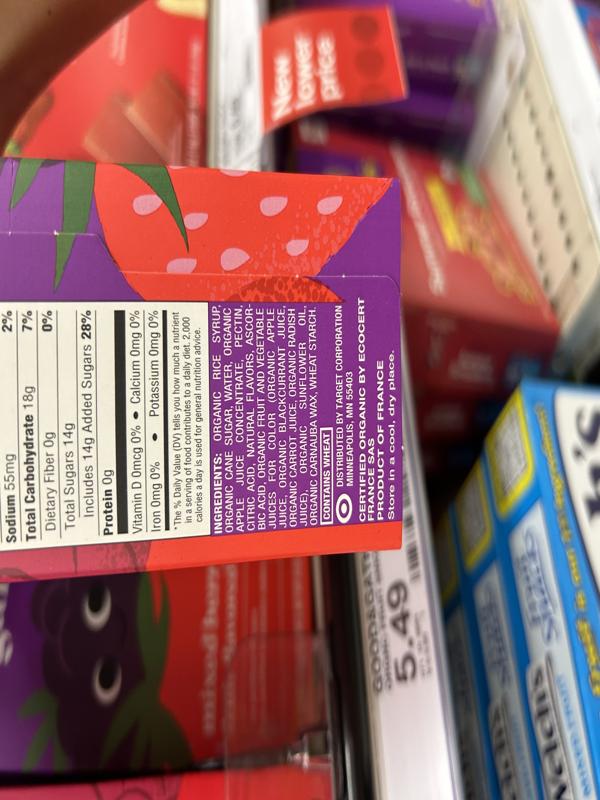 2%
Sodium 55mg
Total Carbohydrate 18g 7%
Dietary Fiber 0g 0%
Total Sugars 14g
Includes 14g Added Sugars 28%
Protein 0g
Vitamin D 0mcg 0% • Calcium 0mg 0%
Iron 0mg 0% • Potassium 0mg 0%
*The % Daily Value (DV) tells you how much a nutrient
in a serving of food contributes to a daily diet. 2,000
calories a day is used for general nutrition advice.
INGREDIENTS: ORGANIC RICE SYRUP,
ORGANIC CANE SUGAR, WATER, ORGANIC
APPLE JUICE CONCENTRATE, PECTIN,
CITRIC ACID, NATURAL FLAVORS, ASCOR-
BIC ACID, ORGANIC FRUIT AND VEGETABLE
JUICES FOR COLOR (ORGANIC APPLE
JUICE, ORGANIC BLACKCURRANT JUICE,
ORGANIC CARROT JUICE, ORGANIC RADISH
JUICE), ORGANIC SUNFLOWER OIL,
ORGANIC CARNAUBA WAX, WHEAT STARCH.
CONTAINS WHEAT
DISTRIBUTED BY TARGET CORPORATION
MINNEAPOLIS, MN 55403
CERTIFIED ORGANIC BY ECOCERT
FRANCE SAS
PRODUCT OF FRANCE
Store in a cool, dry place.
New
lower
price
GOOD&GAT
5.49
mixed
h's